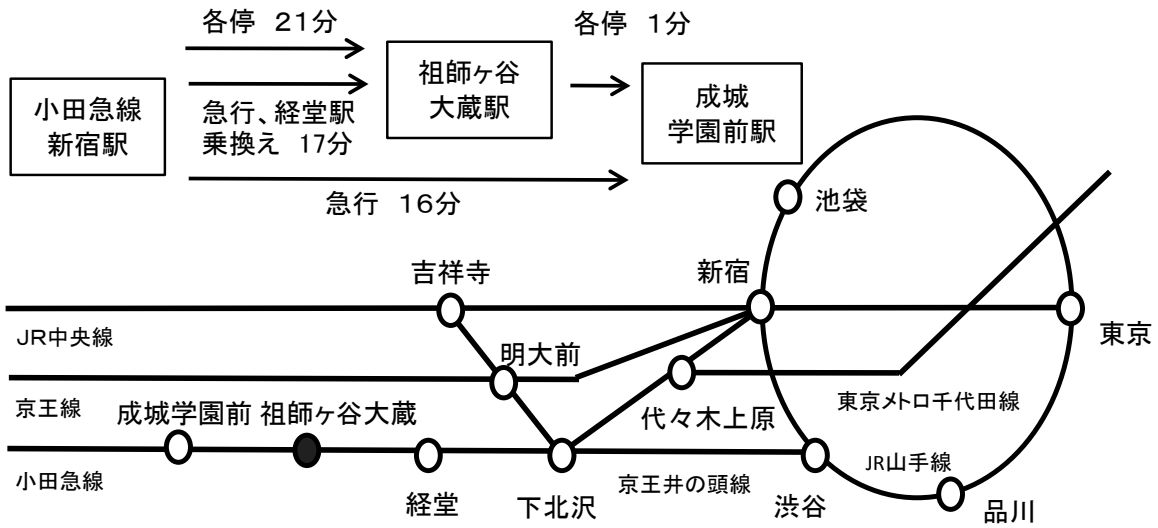 各停 21分
各停 1分
小田急線
新宿駅
急行、経堂駅
乗換え 17分
祖師ヶ谷
大蔵駅
成城
学園前駅
急行 16分
池袋
吉祥寺
新宿
東京
JR中央線
明大前
京王線
代々木上原
東京メトロ千代田線
成城学園前 祖師ヶ谷大蔵
小田急線
経堂
下北沢
京王井の頭線
渋谷
JR山手線
品川